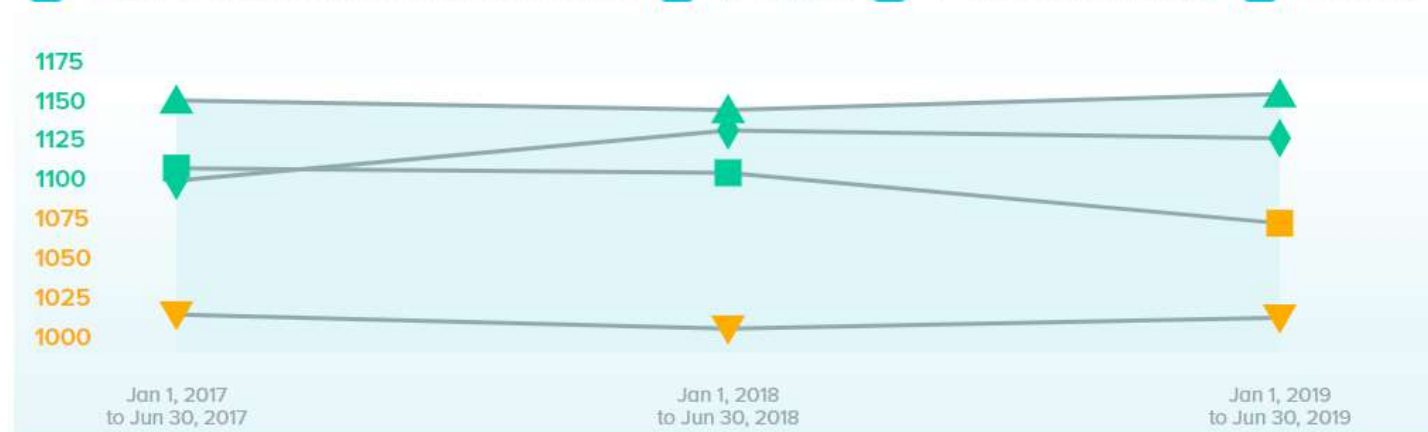 1175
1150
1125
1100
1075
1050
1025
1000
Jan 1, 2017
to Jun 30, 2017
Jan 1, 2018
to Jun 30, 2018
Jan 1, 2019
to Jun 30, 2019